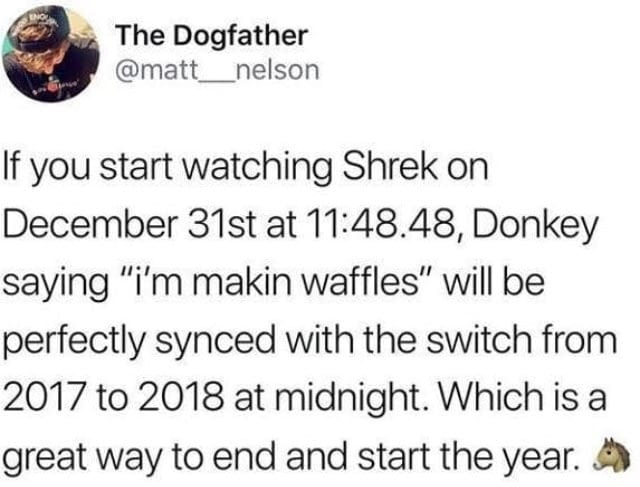 The Dogfather
@matt__nelson
If you start watching Shrek on
December 31st at 11:48.48, Donkey
saying "i'm makin waffles" will be
perfectly synced with the switch from
2017 to 2018 at midnight. Which is a
great way to end and start the year. 🐴